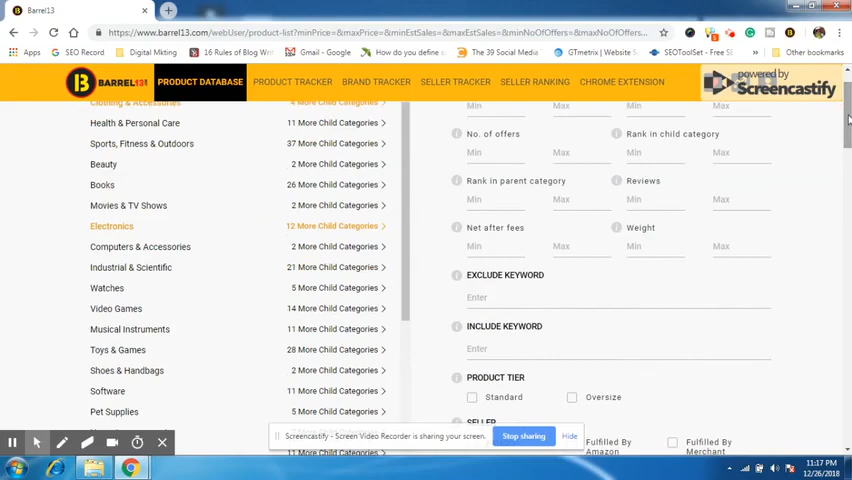 Barrel13
https://www.barrel13.com/webUser/product-list?minPrice=&maxPrice=&minEstSales=&maxEstSales=&minNoOfOffers=&maxNoOfOffers=...
Apps SEO Record Digital Mkting 16 Rules of Blog Wri Gmail - Google How do you define The 39 Social Media GTmetrix | Website S SEOToolSet - Free SE Other bookmarks
BARREL13! PRODUCT DATABASE PRODUCT TRACKER BRAND TRACKER SELLER TRACKER SELLER RANKING CHROME EXTENSION
powered by
Screencastify
Clothing & Accessories 4 More Child Categories
Health & Personal Care 11 More Child Categories
Sports, Fitness & Outdoors 37 More Child Categories
Beauty 2 More Child Categories
Books 26 More Child Categories
Movies & TV Shows 2 More Child Categories
Electronics 12 More Child Categories
Computers & Accessories 2 More Child Categories
Industrial & Scientific 21 More Child Categories
Watches 5 More Child Categories
Video Games 14 More Child Categories
Musical Instruments 11 More Child Categories
Toys & Games 28 More Child Categories
Shoes & Handbags 2 More Child Categories
Software 11 More Child Categories
Pet Supplies 5 More Child Categories
11 More Child Categories
Min Max Min Max
No. of offers Rank in child category
Min Max Min Max
Rank in parent category Reviews
Min Max Min Max
Net after fees Weight
Min Max Min Max
EXCLUDE KEYWORD
Enter
INCLUDE KEYWORD
Enter
PRODUCT TIER
Standard Oversize
SELLER
Fulfilled By Amazon
Fulfilled By Merchant
Screencastify - Screen Video Recorder is sharing your screen. Stop sharing Hide
11:17 PM
12/26/2018